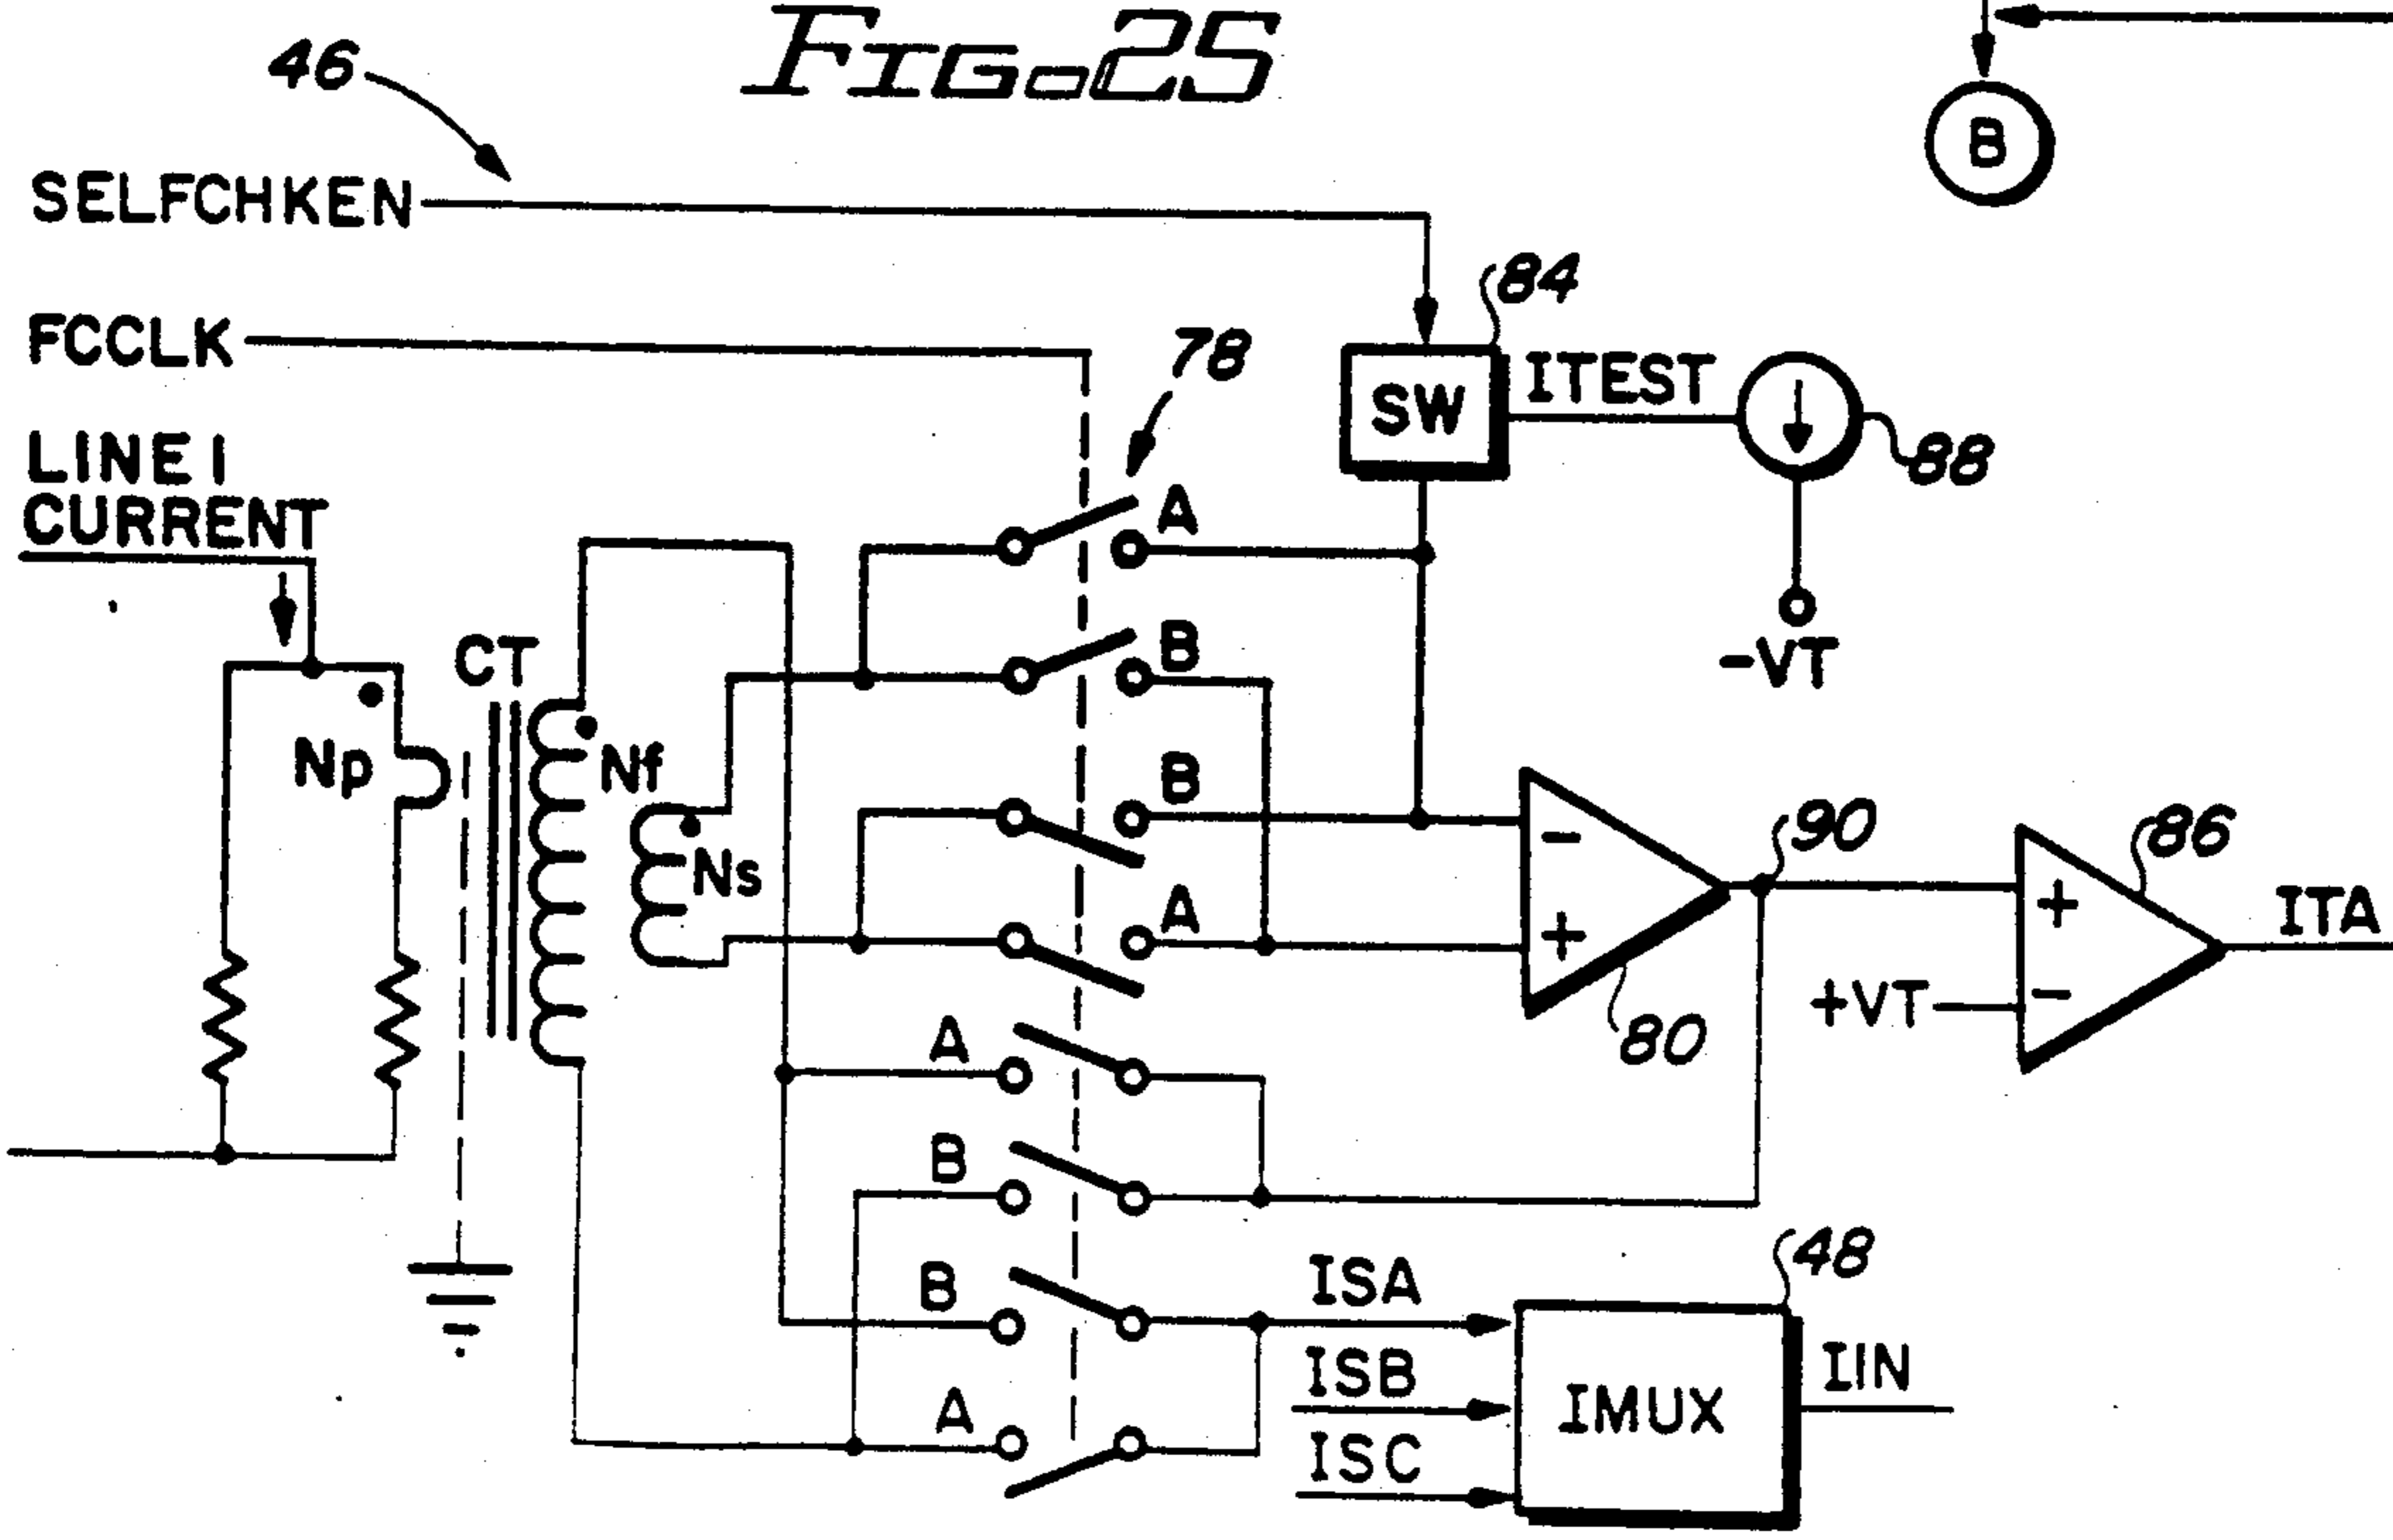 FIG. 25
46
B
SELFCHKEN
84
FCCLK
78
SW
ITEST
88
LINE 1
CURRENT
A
CT
B
-VT
Np
Nf
B
-
90
86
Ns
A
+
+
ITA
+VT
-
80
A
B
48
B
ISA
ISB
IIN
A
IMUX
ISC